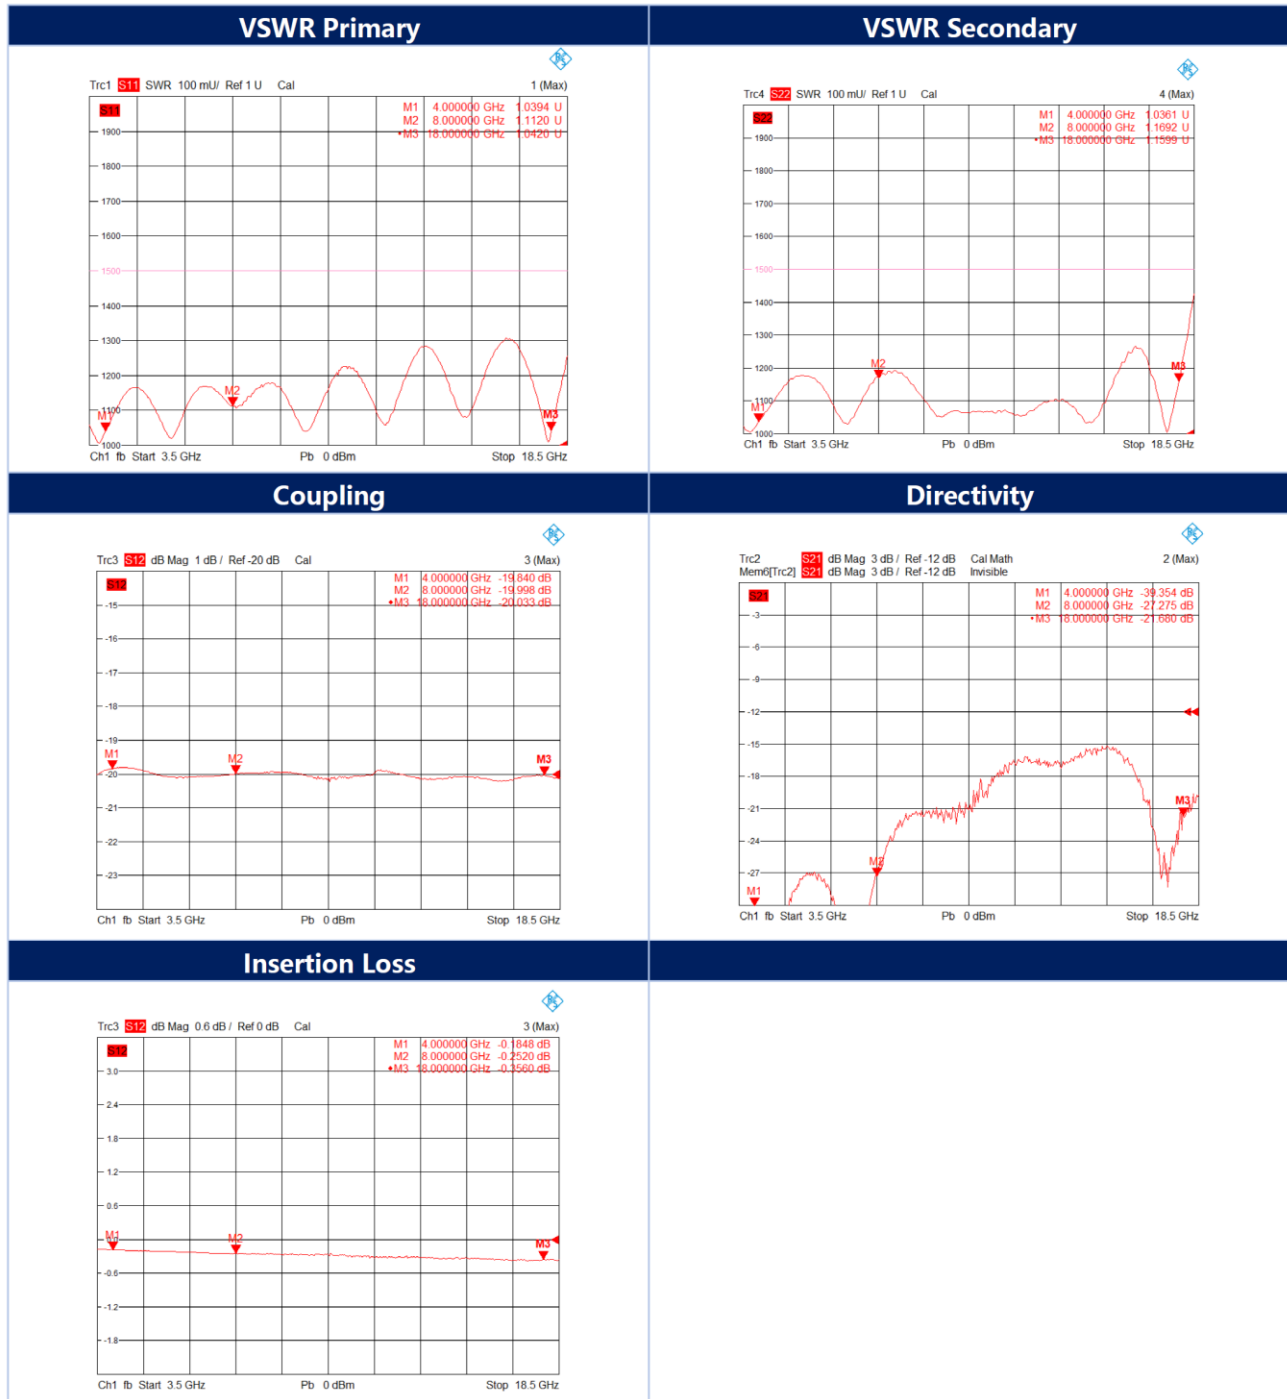 VSWR Primary
VSWR Secondary
Trc1 S11 SWR 100 mU/ Ref 1 U Cal 1 (Max)
S11
M1 4.000000 GHz 1.0394 U
M2 8.000000 GHz 1.1120 U
•M3 18.000000 GHz 1.0420 U
1900
1800
1700
1600
1500
1400
1300
1200
1100
1000
M1
M2
M3
Ch1 fb Start 3.5 GHz Pb 0 dBm Stop 18.5 GHz
Trc4 S22 SWR 100 mU/ Ref 1 U Cal 4 (Max)
S22
M1 4.000000 GHz 1.0361 U
M2 8.000000 GHz 1.1692 U
•M3 18.000000 GHz 1.1599 U
1900
1800
1700
1600
1500
1400
1300
1200
1100
1000
M1
M2
M3
Ch1 fb Start 3.5 GHz Pb 0 dBm Stop 18.5 GHz
Coupling
Directivity
Trc3 S12 dB Mag 1 dB / Ref -20 dB Cal 3 (Max)
S12
M1 4.000000 GHz -19.840 dB
M2 8.000000 GHz -19.998 dB
•M3 18.000000 GHz -20.033 dB
-15
-16
-17
-18
-19
-20
-21
-22
-23
M1
M2
M3
Ch1 fb Start 3.5 GHz Pb 0 dBm Stop 18.5 GHz
Trc2 S21 dB Mag 3 dB / Ref -12 dB Cal Math 2 (Max)
Mem6[Trc2] S21 dB Mag 3 dB / Ref -12 dB Invisible
S21
M1 4.000000 GHz -39.354 dB
M2 8.000000 GHz -27.275 dB
•M3 18.000000 GHz -21.680 dB
-3
-6
-9
-12
-15
-18
-21
-24
-27
M1
M2
M3
Ch1 fb Start 3.5 GHz Pb 0 dBm Stop 18.5 GHz
Insertion Loss
Trc3 S12 dB Mag 0.6 dB / Ref 0 dB Cal 3 (Max)
S12
M1 4.000000 GHz -0.1848 dB
M2 8.000000 GHz -0.2520 dB
•M3 18.000000 GHz -0.3560 dB
3.0
2.4
1.8
1.2
0.6
0.0
-0.6
-1.2
-1.8
M1
M2
M3
Ch1 fb Start 3.5 GHz Pb 0 dBm Stop 18.5 GHz